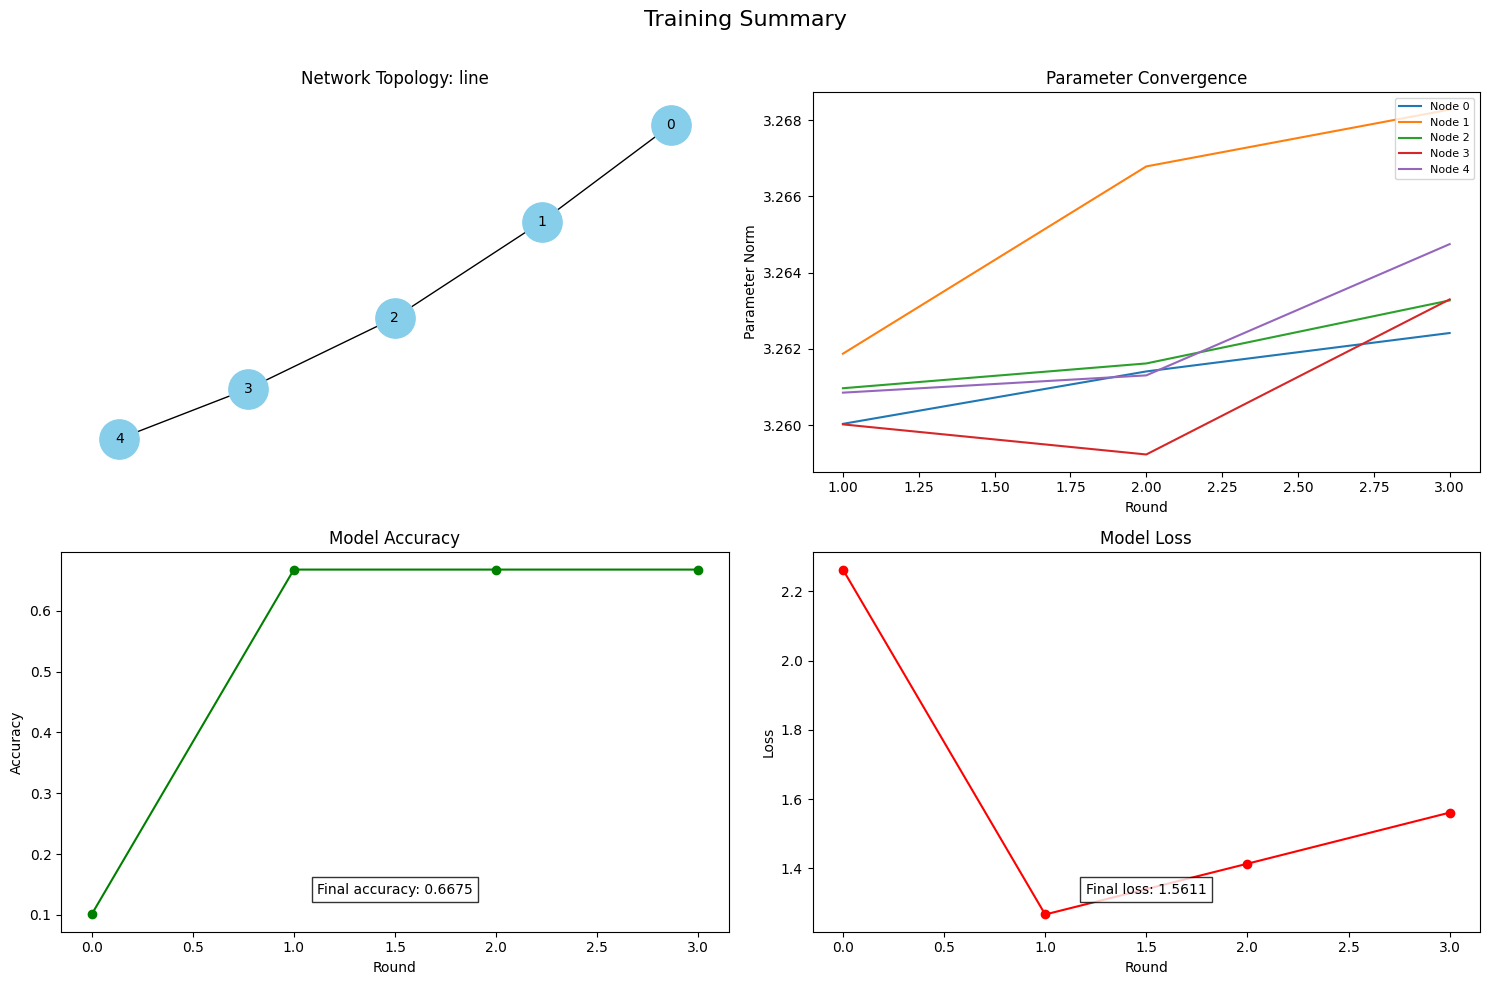 Training Summary
Network Topology: line
0
1
2
3
4
Parameter Convergence
Parameter Norm
3.268
3.266
3.264
3.262
3.260
Node 0
Node 1
Node 2
Node 3
Node 4
1.00 1.25 1.50 1.75 2.00 2.25 2.50 2.75 3.00
Round
Model Accuracy
Accuracy
0.6
0.5
0.4
0.3
0.2
0.1
Final accuracy: 0.6675
0.0 0.5 1.0 1.5 2.0 2.5 3.0
Round
Model Loss
Loss
2.2
2.0
1.8
1.6
1.4
Final loss: 1.5611
0.0 0.5 1.0 1.5 2.0 2.5 3.0
Round